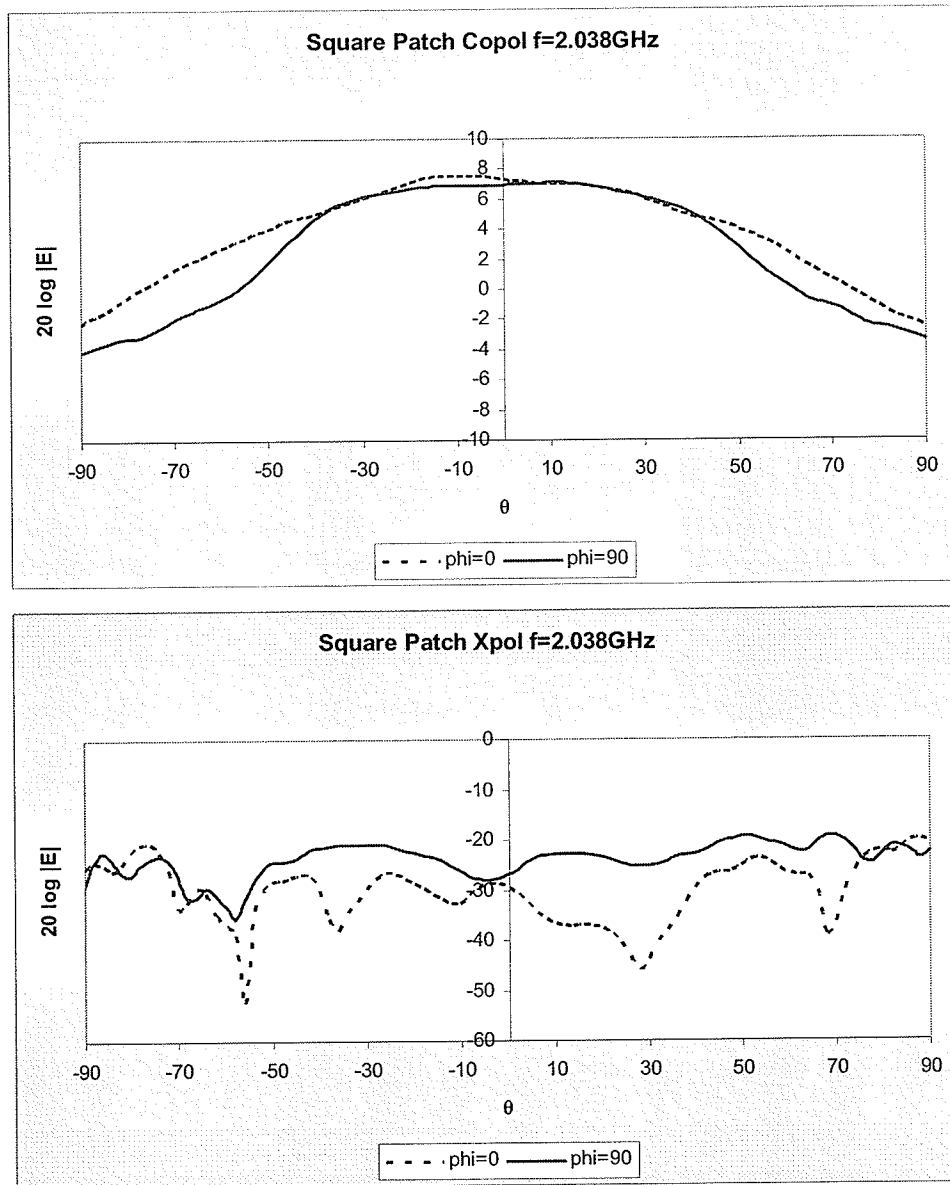 Square Patch Copol f=2.038GHz
20 log |E|
10
8
6
4
2
0
-2
-4
-6
-8
-10
-90 -70 -50 -30 -10 10 30 50 70 90
θ
phi=0 phi=90
Square Patch Xpol f=2.038GHz
20 log |E|
0
-10
-20
-30
-40
-50
-60
-90 -70 -50 -30 -10 10 30 50 70 90
θ
phi=0 phi=90